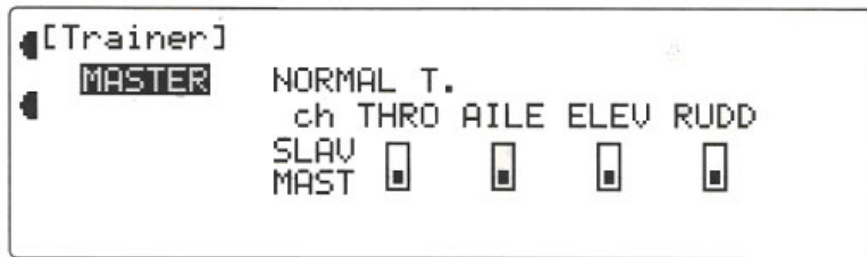 [Trainer]
MASTER NORMAL T.
ch THRO AILE ELEV RUDD
SLAV
MAST